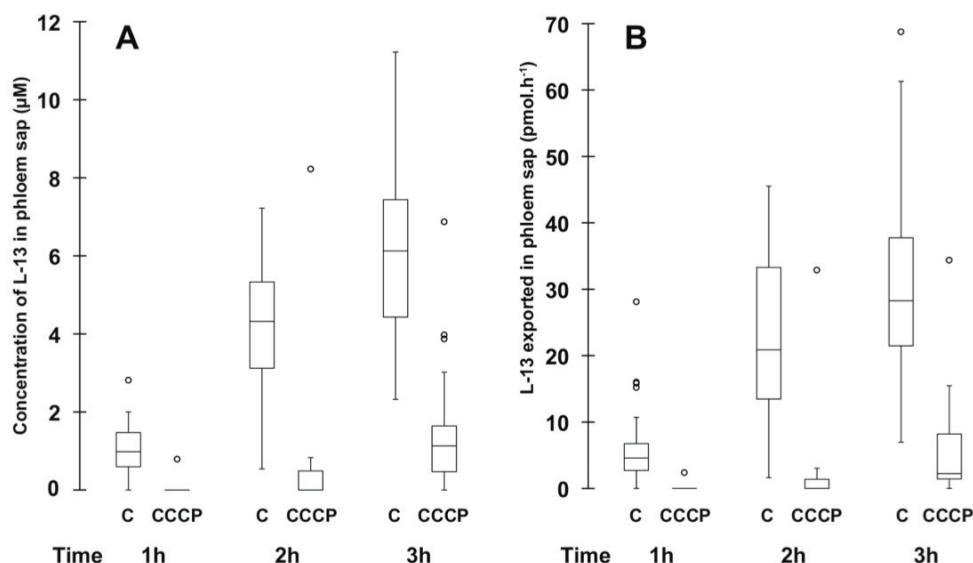 A
Concentration of L-13 in phloem sap (µM)
12
10
8
6
4
2
0
C CCCP C CCCP C CCCP
Time 1h 2h 3h
B
L-13 exported in phloem sap (pmol.h-1)
70
60
50
40
30
20
10
0
C CCCP C CCCP C CCCP
Time 1h 2h 3h